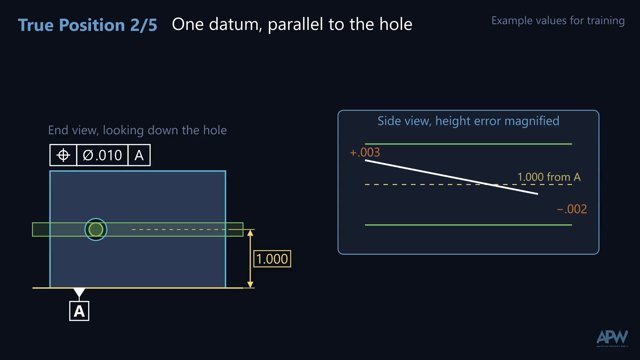 True Position 2/5 One datum, parallel to the hole
Example values for training
End view, looking down the hole
⌖ Ø.010 A
1.000
A
Side view, height error magnified
+.003
1.000 from A
−.002
APW